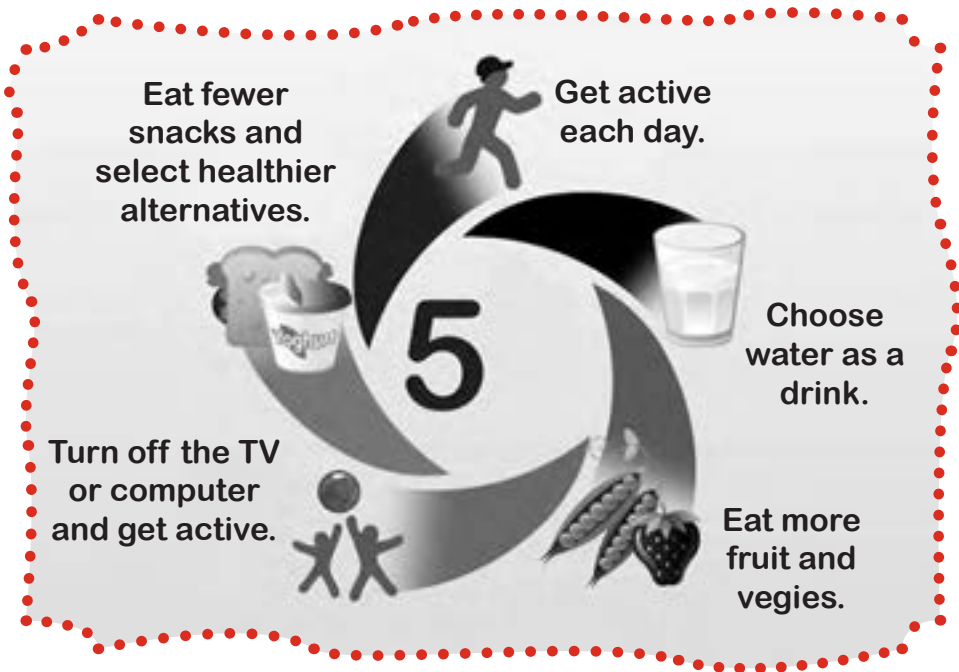 Get active
each day.
Choose
water as a
drink.
Eat more
fruit and
vegies.
Turn off the TV
or computer
and get active.
Eat fewer
snacks and
select healthier
alternatives.
5
Yoghurt